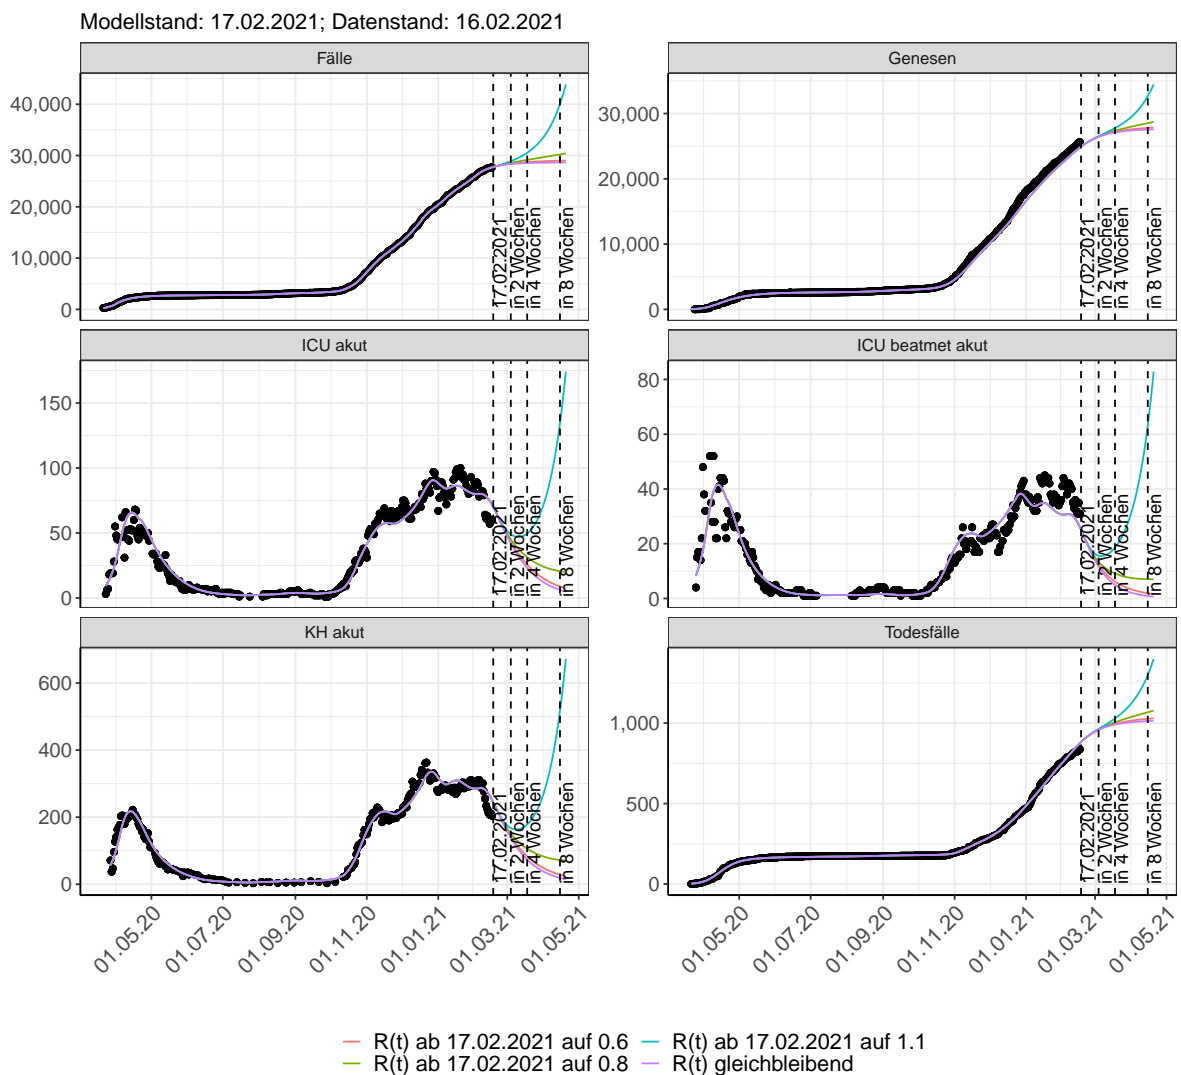 Modellstand: 17.02.2021; Datenstand: 16.02.2021
Fälle
40,000
30,000
20,000
10,000
0
17.02.2021
in 2 Wochen
in 4 Wochen
in 8 Wochen
Genesen
30,000
20,000
10,000
0
17.02.2021
in 2 Wochen
in 4 Wochen
in 8 Wochen
ICU akut
150
100
50
0
17.02.2021
in 2 Wochen
in 4 Wochen
in 8 Wochen
ICU beatmet akut
80
60
40
20
0
17.02.2021
in 2 Wochen
in 4 Wochen
in 8 Wochen
KH akut
600
400
200
0
17.02.2021
in 2 Wochen
in 4 Wochen
in 8 Wochen
Todesfälle
1,000
500
0
17.02.2021
in 2 Wochen
in 4 Wochen
in 8 Wochen
01.05.20
01.07.20
01.09.20
01.11.20
01.01.21
01.03.21
01.05.21
01.05.20
01.07.20
01.09.20
01.11.20
01.01.21
01.03.21
01.05.21
R(t) ab 17.02.2021 auf 0.6
R(t) ab 17.02.2021 auf 1.1
R(t) ab 17.02.2021 auf 0.8
R(t) gleichbleibend